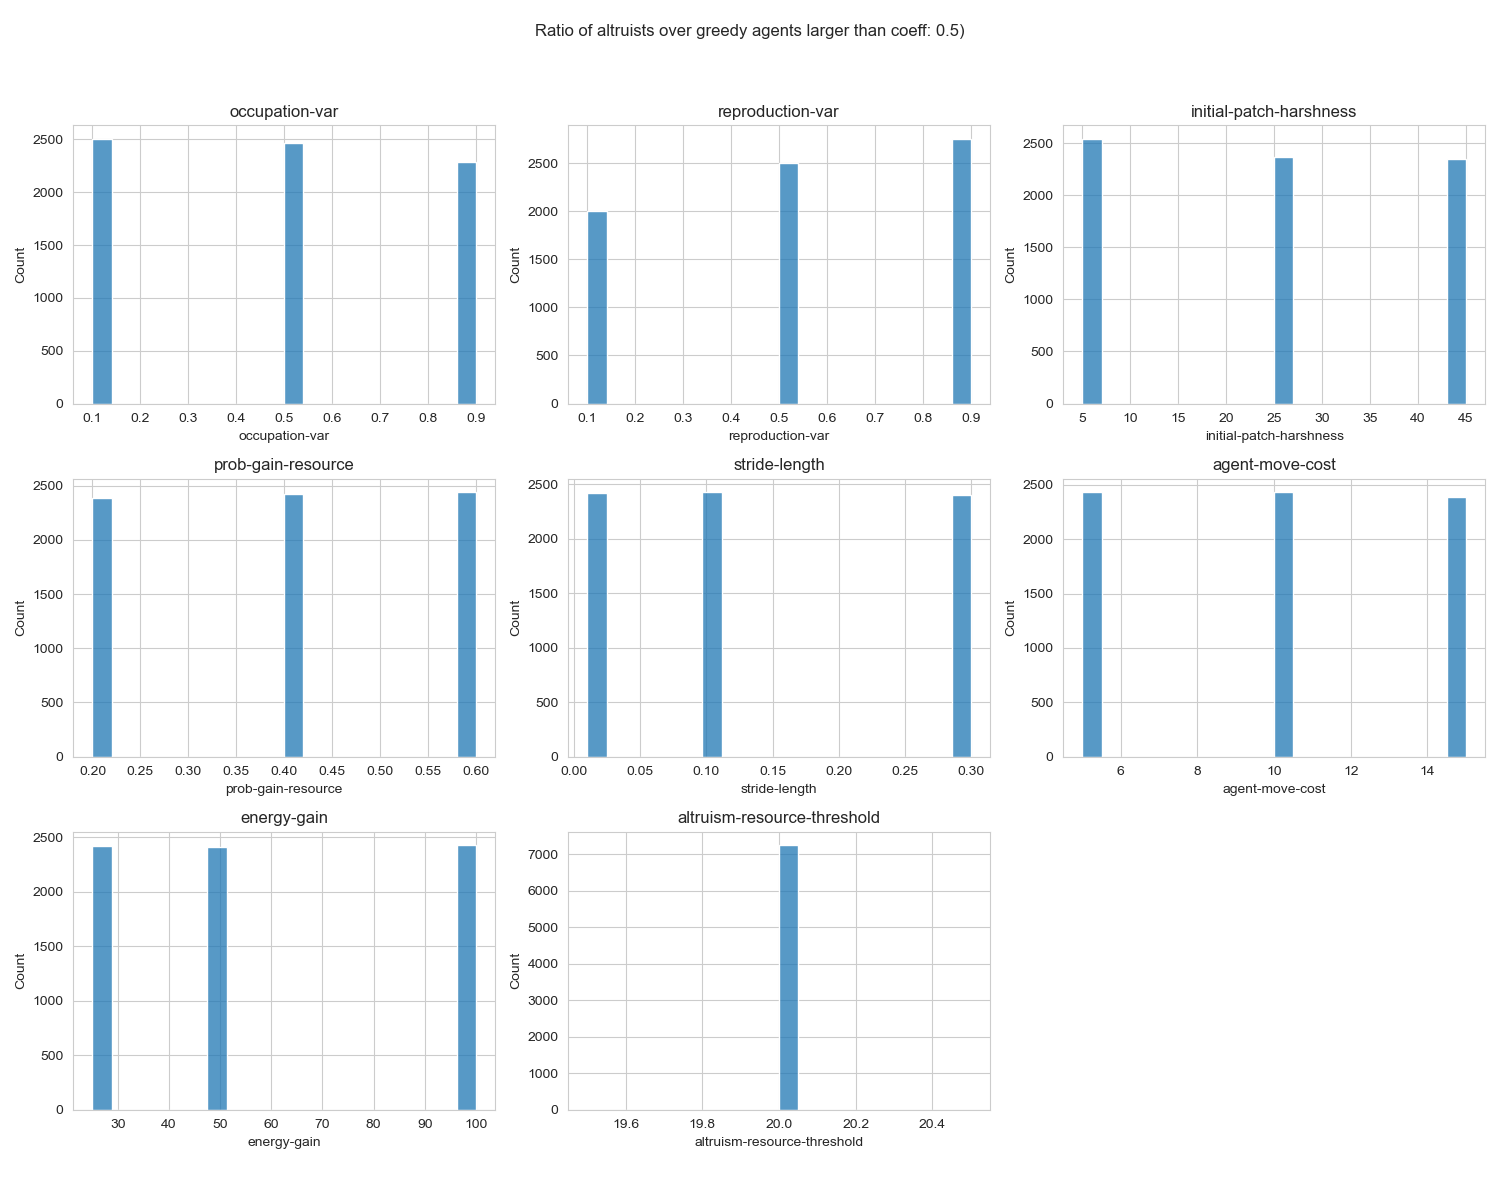 Ratio of altruists over greedy agents larger than coeff: 0.5)
occupation-var
2500
2000
1500
1000
500
0
Count
0.1 0.2 0.3 0.4 0.5 0.6 0.7 0.8 0.9
occupation-var
reproduction-var
2500
2000
1500
1000
500
0
Count
0.1 0.2 0.3 0.4 0.5 0.6 0.7 0.8 0.9
reproduction-var
initial-patch-harshness
2500
2000
1500
1000
500
0
Count
5 10 15 20 25 30 35 40 45
initial-patch-harshness
prob-gain-resource
2500
2000
1500
1000
500
0
Count
0.20 0.25 0.30 0.35 0.40 0.45 0.50 0.55 0.60
prob-gain-resource
stride-length
2500
2000
1500
1000
500
0
Count
0.00 0.05 0.10 0.15 0.20 0.25 0.30
stride-length
agent-move-cost
2500
2000
1500
1000
500
0
Count
6 8 10 12 14
agent-move-cost
energy-gain
2500
2000
1500
1000
500
0
Count
30 40 50 60 70 80 90 100
energy-gain
altruism-resource-threshold
7000
6000
5000
4000
3000
2000
1000
0
Count
19.6 19.8 20.0 20.2 20.4
altruism-resource-threshold